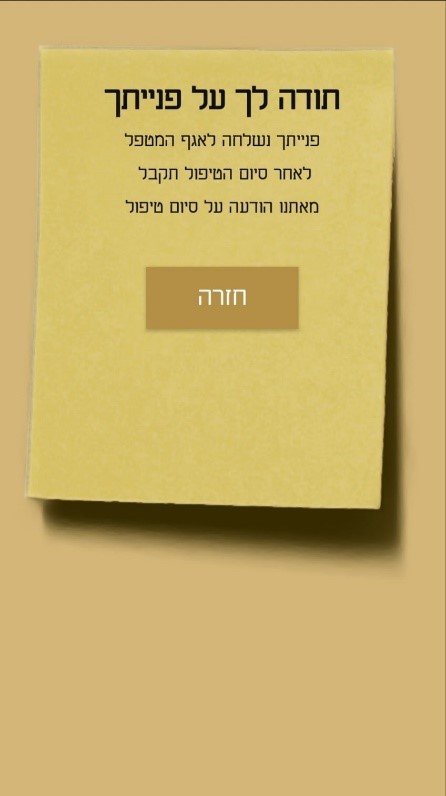 תודה לך על פנייתך
פנייתך נשלחה לאגף המטפל
לאחר סיום הטיפול תקבל
מאתנו הודעה על סיום טיפול
חזרה